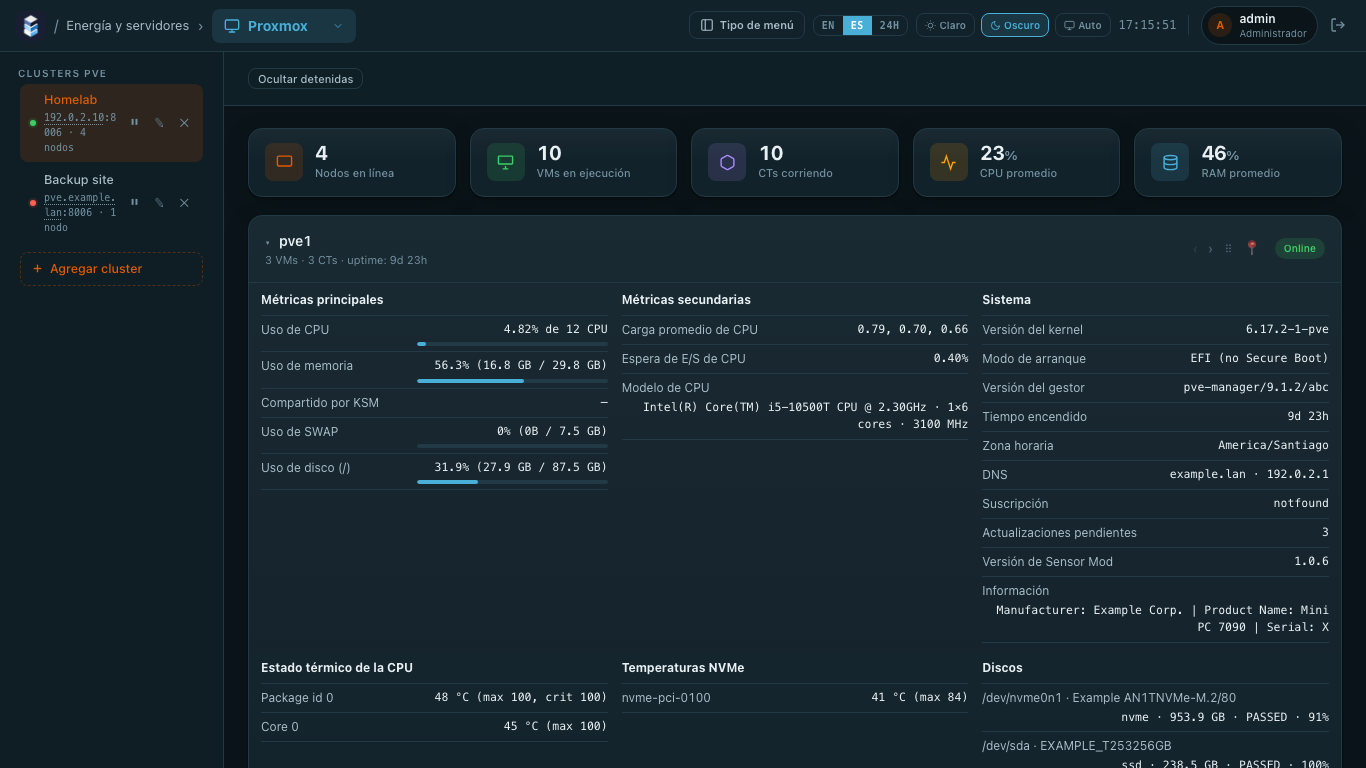 / Energía y servidores › Proxmox
Tipo de menú
EN ES 24H
Claro Oscuro Auto
17:15:51
A admin
Administrador
CLUSTERS PVE
Homelab
192.0.2.10:8
006 · 4
nodos
Backup site
pve.example.
lan:8006 · 1
nodo
+ Agregar cluster
Ocultar detenidas
4
Nodos en línea
10
VMs en ejecución
10
CTs corriendo
23%
CPU promedio
46%
RAM promedio
pve1
3 VMs · 3 CTs · uptime: 9d 23h
Online
Métricas principales
Uso de CPU 4.82% de 12 CPU
Uso de memoria 56.3% (16.8 GB / 29.8 GB)
Compartido por KSM —
Uso de SWAP 0% (0B / 7.5 GB)
Uso de disco (/) 31.9% (27.9 GB / 87.5 GB)
Métricas secundarias
Carga promedio de CPU 0.79, 0.70, 0.66
Espera de E/S de CPU 0.40%
Modelo de CPU
Intel(R) Core(TM) i5-10500T CPU @ 2.30GHz · 1×6
cores · 3100 MHz
Sistema
Versión del kernel 6.17.2-1-pve
Modo de arranque EFI (no Secure Boot)
Versión del gestor pve-manager/9.1.2/abc
Tiempo encendido 9d 23h
Zona horaria America/Santiago
DNS example.lan · 192.0.2.1
Suscripción notfound
Actualizaciones pendientes 3
Versión de Sensor Mod 1.0.6
Información
Manufacturer: Example Corp. | Product Name: Mini
PC 7090 | Serial: X
Estado térmico de la CPU
Package id 0 48 °C (max 100, crit 100)
Core 0 45 °C (max 100)
Temperaturas NVMe
nvme-pci-0100 41 °C (max 84)
Discos
/dev/nvme0n1 · Example AN1TNVMe-M.2/80
nvme · 953.9 GB · PASSED · 91%
/dev/sda · EXAMPLE_T253256GB
ssd · 238.5 GB · PASSED · 100%